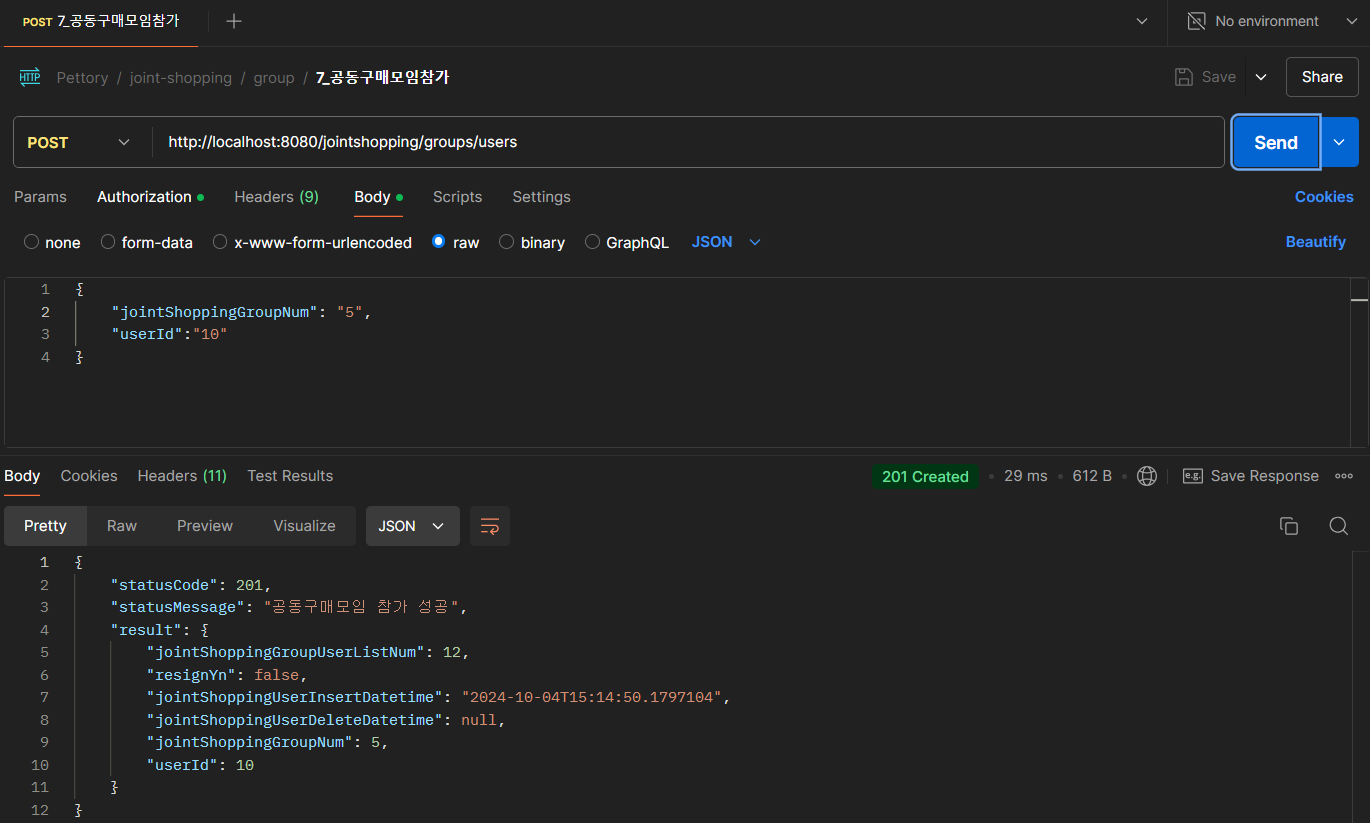 POST 7_공동구매모임참가
No environment
HTTP Pettory / joint-shopping / group / 7_공동구매모임참가 Save Share
POST http://localhost:8080/jointshopping/groups/users Send
Params Authorization Headers (9) Body Scripts Settings Cookies
none form-data x-www-form-urlencoded raw binary GraphQL JSON Beautify
1 {
2 "jointShoppingGroupNum": "5",
3 "userId":"10"
4 }
Body Cookies Headers (11) Test Results 201 Created 29 ms 612 B e.g. Save Response
Pretty Raw Preview Visualize JSON
1 {
2 "statusCode": 201,
3 "statusMessage": "공동구매모임 참가 성공",
4 "result": {
5 "jointShoppingGroupUserListNum": 12,
6 "resignYn": false,
7 "jointShoppingUserInsertDatetime": "2024-10-04T15:14:50.1797104",
8 "jointShoppingUserDeleteDatetime": null,
9 "jointShoppingGroupNum": 5,
10 "userId": 10
11 }
12 }